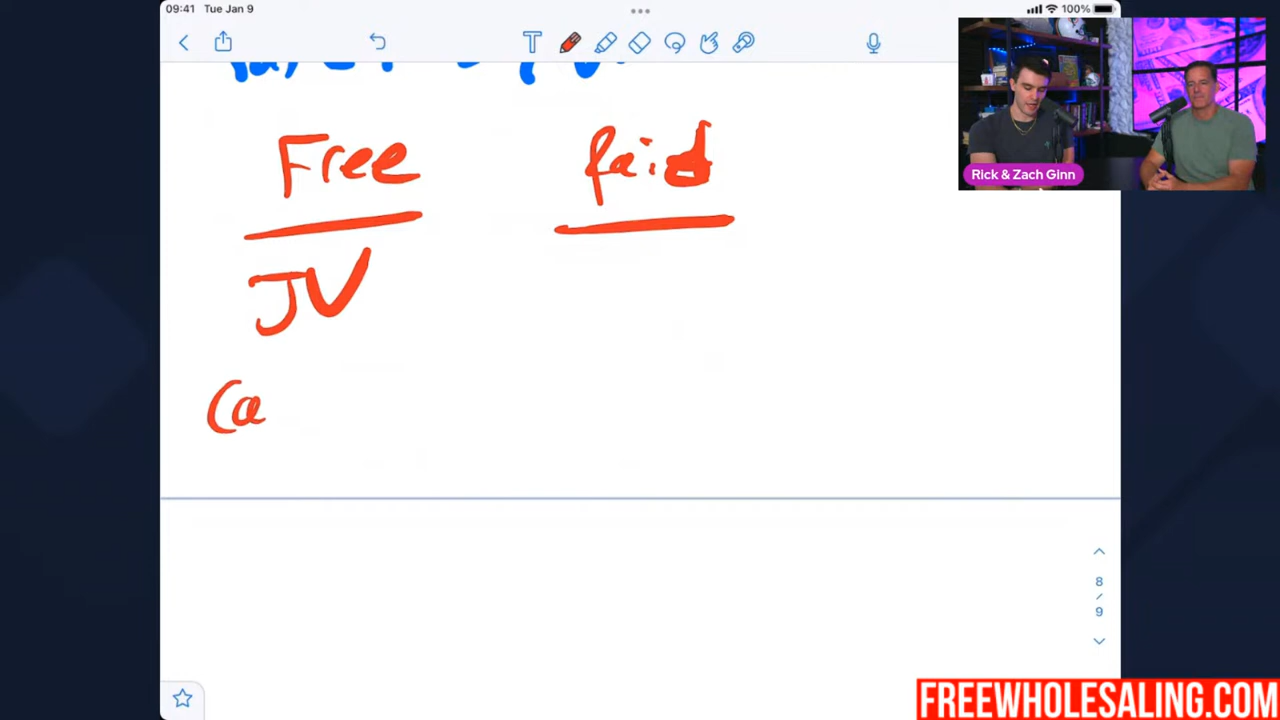 09:41 Tue Jan 9
100%
Free Paid
JV
Ca
Rick & Zach Ginn
T
8
9
FREEWHOLESALING.COM